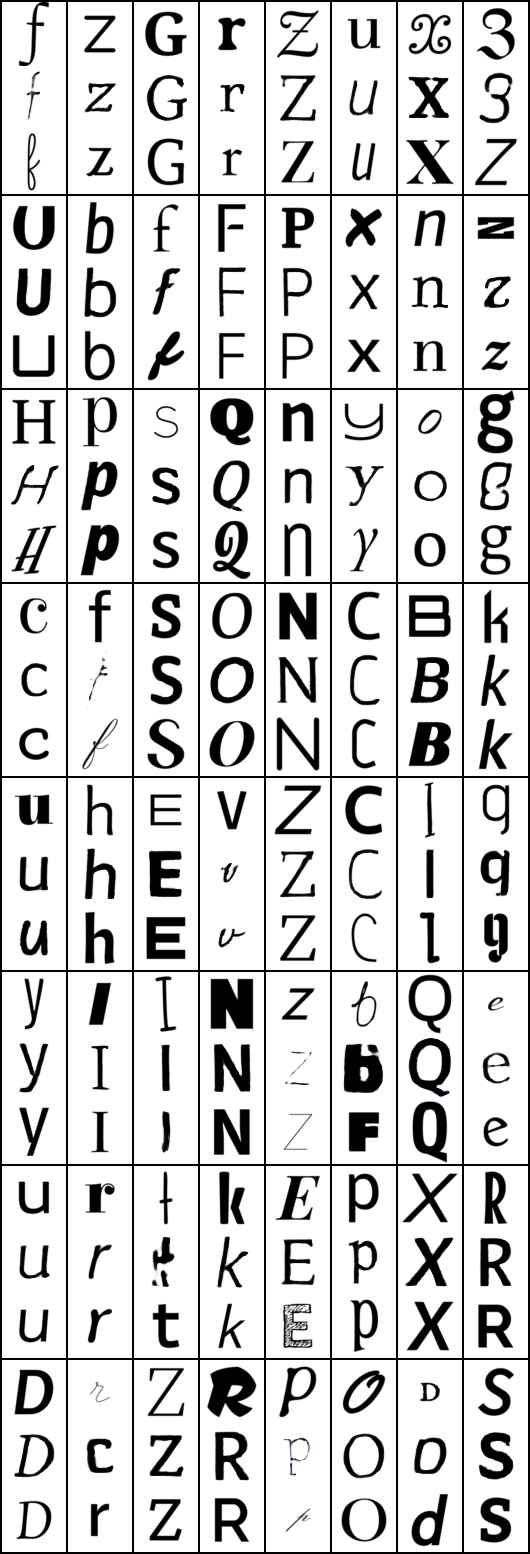 f z G r Z u x 3
f z G r Z u X 3
f z G r Z u X Z
U b f F P x n z
U b f F P x n z
U b f F P x n z
H p s Q n y o g
H p s Q n y o g
H p s Q n y o g
c f S O N C B k
c f S O N C B k
c f S O N C B k
u h E V Z C l g
u h E v Z C l g
u h E v Z C l g
y I I N z b Q e
y I I N z b Q e
y I I N z F Q e
u r t k E p X R
u r k E p X R
u r t k E p X R
D r Z R p O D S
D c Z R p O D S
D r Z R p O d S